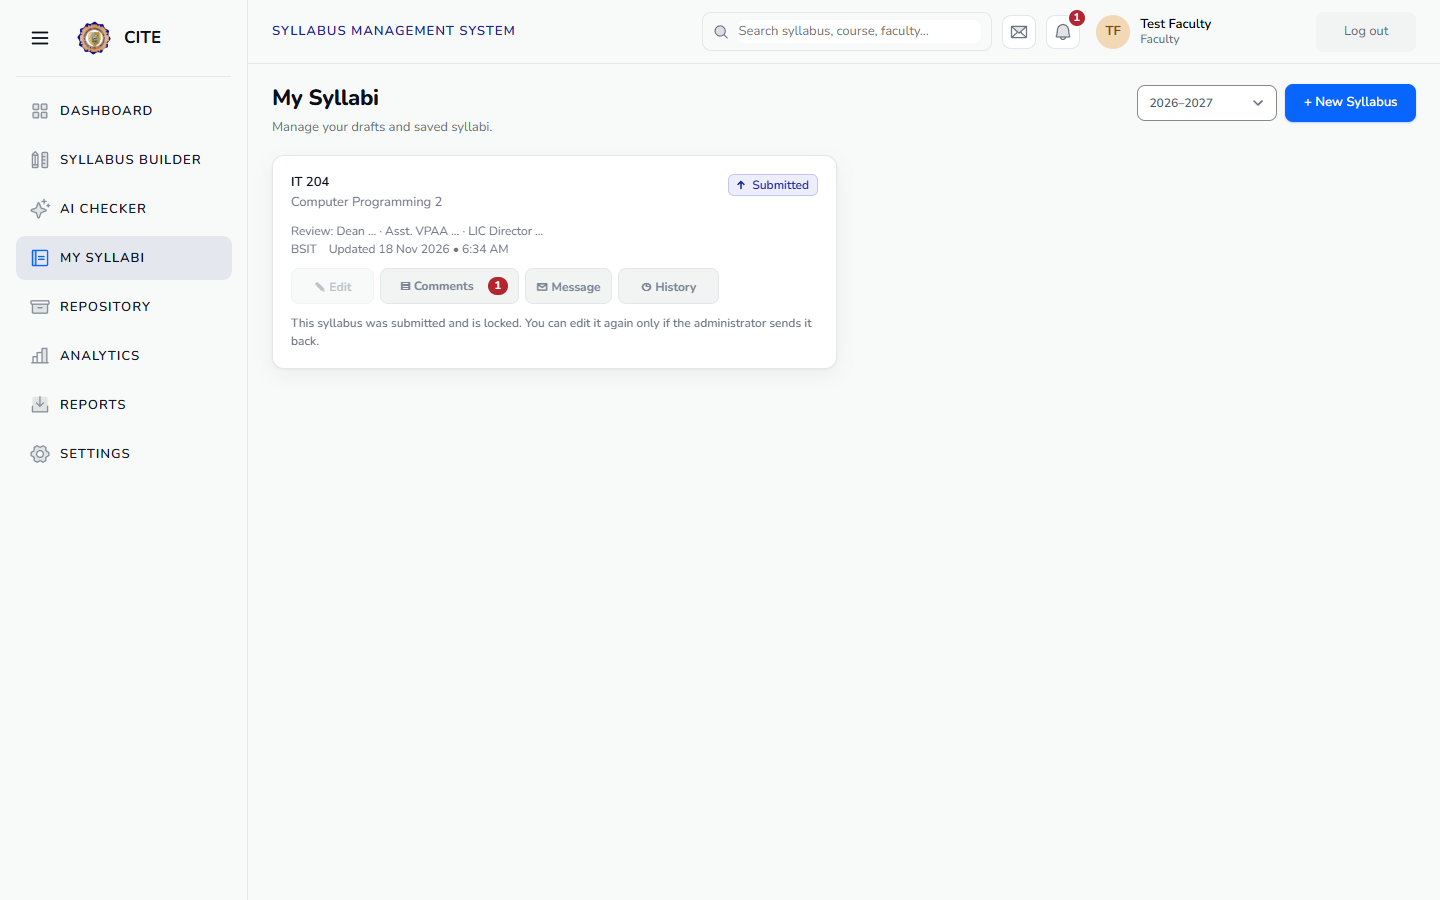 CITE
SYLLABUS MANAGEMENT SYSTEM
Search syllabus, course, faculty...
1
TF
Test Faculty
Faculty
Log out
DASHBOARD
SYLLABUS BUILDER
AI CHECKER
MY SYLLABI
REPOSITORY
ANALYTICS
REPORTS
SETTINGS
My Syllabi
Manage your drafts and saved syllabi.
2026–2027
+ New Syllabus
IT 204
Submitted
Computer Programming 2
Review: Dean ... · Asst. VPAA ... · LIC Director ...
BSIT Updated 18 Nov 2026 • 6:34 AM
Edit
Comments 1
Message
History
This syllabus was submitted and is locked. You can edit it again only if the administrator sends it
back.